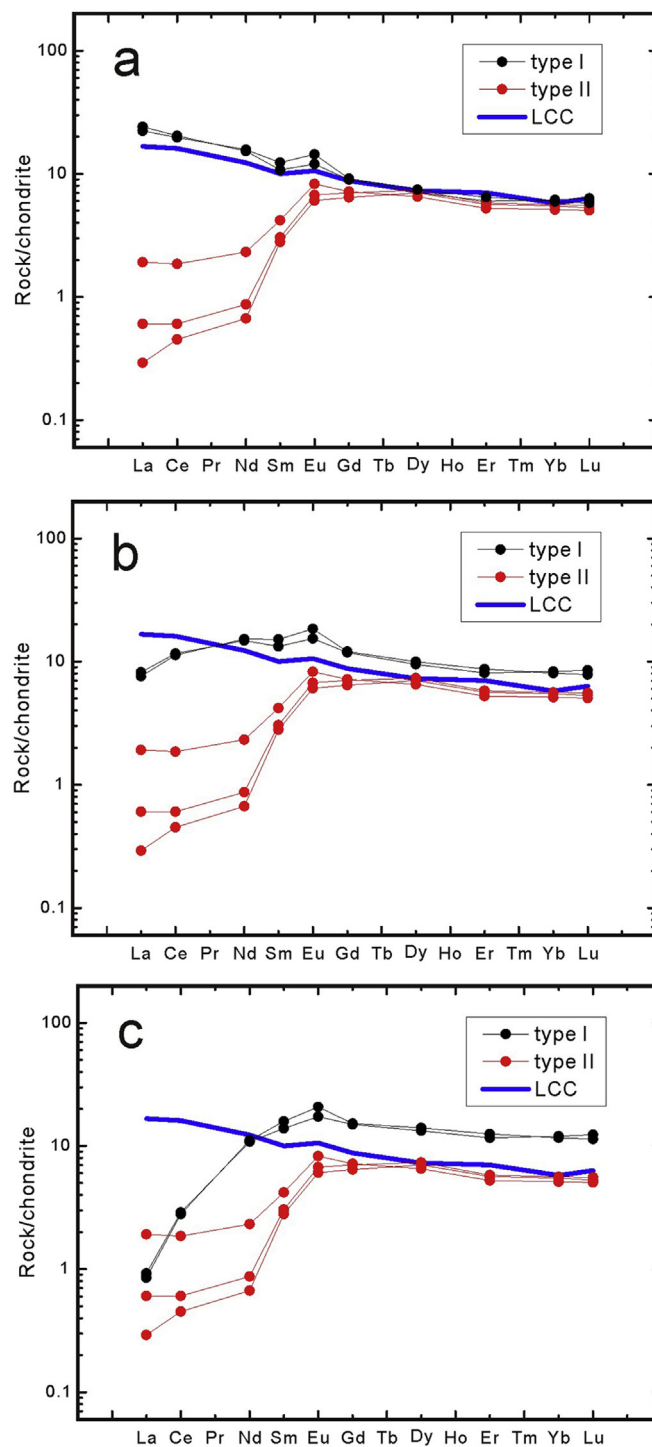 a
100
10
1
0.1
Rock/chondrite
type I
type II
LCC
La Ce Pr Nd Sm Eu Gd Tb Dy Ho Er Tm Yb Lu
b
100
10
1
0.1
Rock/chondrite
type I
type II
LCC
La Ce Pr Nd Sm Eu Gd Tb Dy Ho Er Tm Yb Lu
c
100
10
1
0.1
Rock/chondrite
type I
type II
LCC
La Ce Pr Nd Sm Eu Gd Tb Dy Ho Er Tm Yb Lu